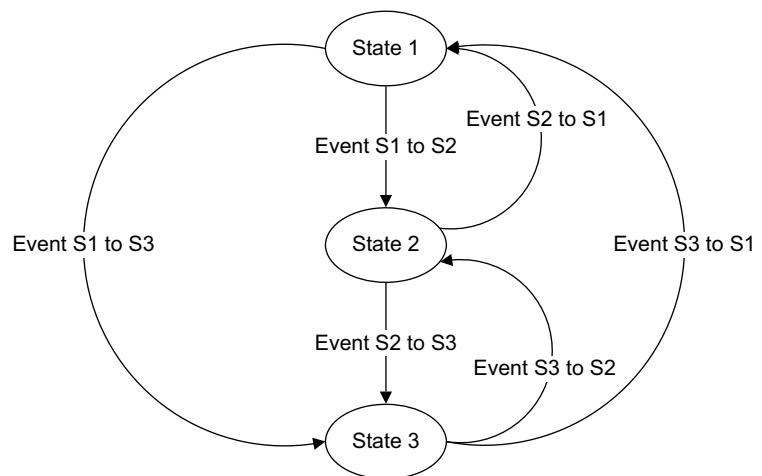 State 1
Event S2 to S1
Event S1 to S2
Event S1 to S3
State 2
Event S3 to S1
Event S2 to S3
Event S3 to S2
State 3